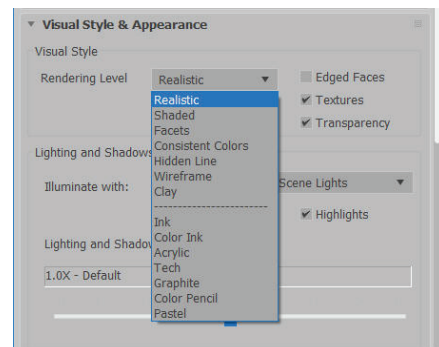 Visual Style & Appearance
Visual Style
Rendering Level Realistic Edged Faces
Realistic Textures
Shaded
Facets Transparency
Consistent Colors
Lighting and Shadows Hidden Line
Wireframe
Illuminate with: Scene Lights
Clay
-----------------------
Ink Highlights
Color Ink
Lighting and Shadow
Acrylic
Tech
1.0X - Default
Graphite
Color Pencil
Pastel